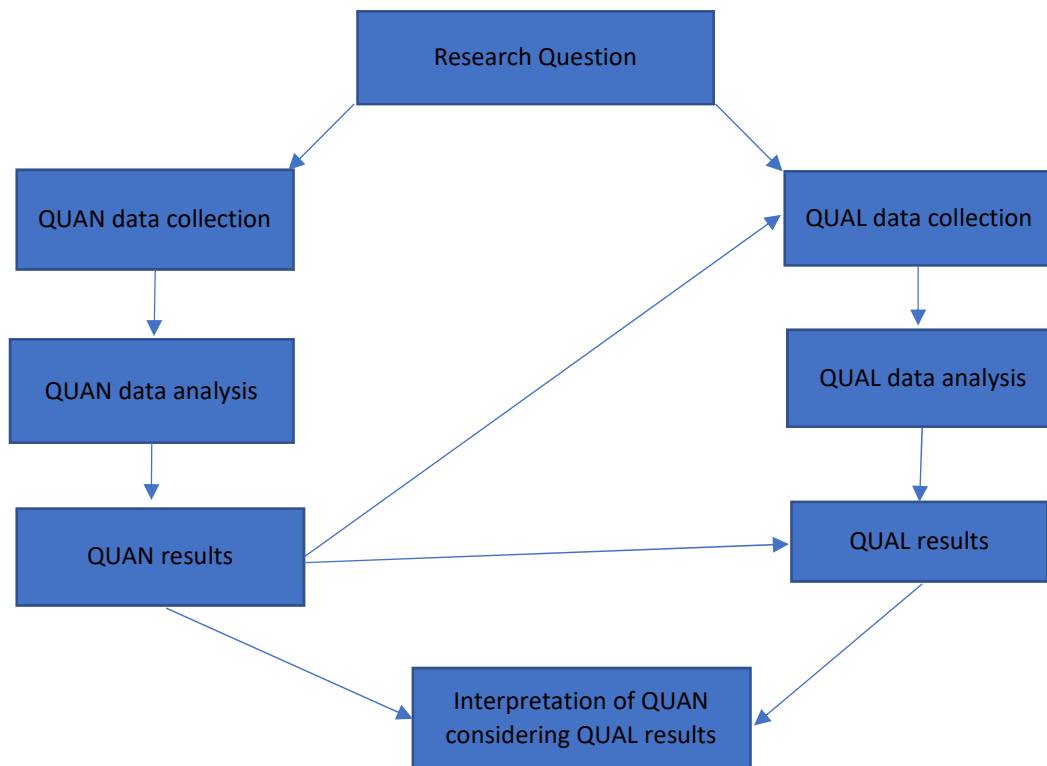 Research Question
QUAN data collection
QUAL data collection
QUAN data analysis
QUAL data analysis
QUAN results
QUAL results
Interpretation of QUAN
considering QUAL results